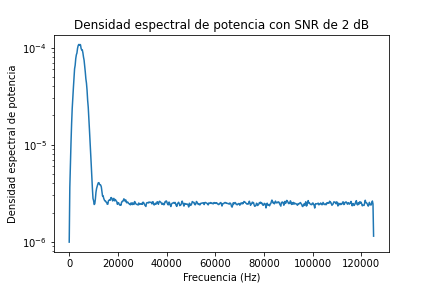 Densidad espectral de potencia con SNR de 2 dB
Densidad espectral de potencia
10⁻⁴
10⁻⁵
10⁻⁶
0 20000 40000 60000 80000 100000 120000
Frecuencia (Hz)